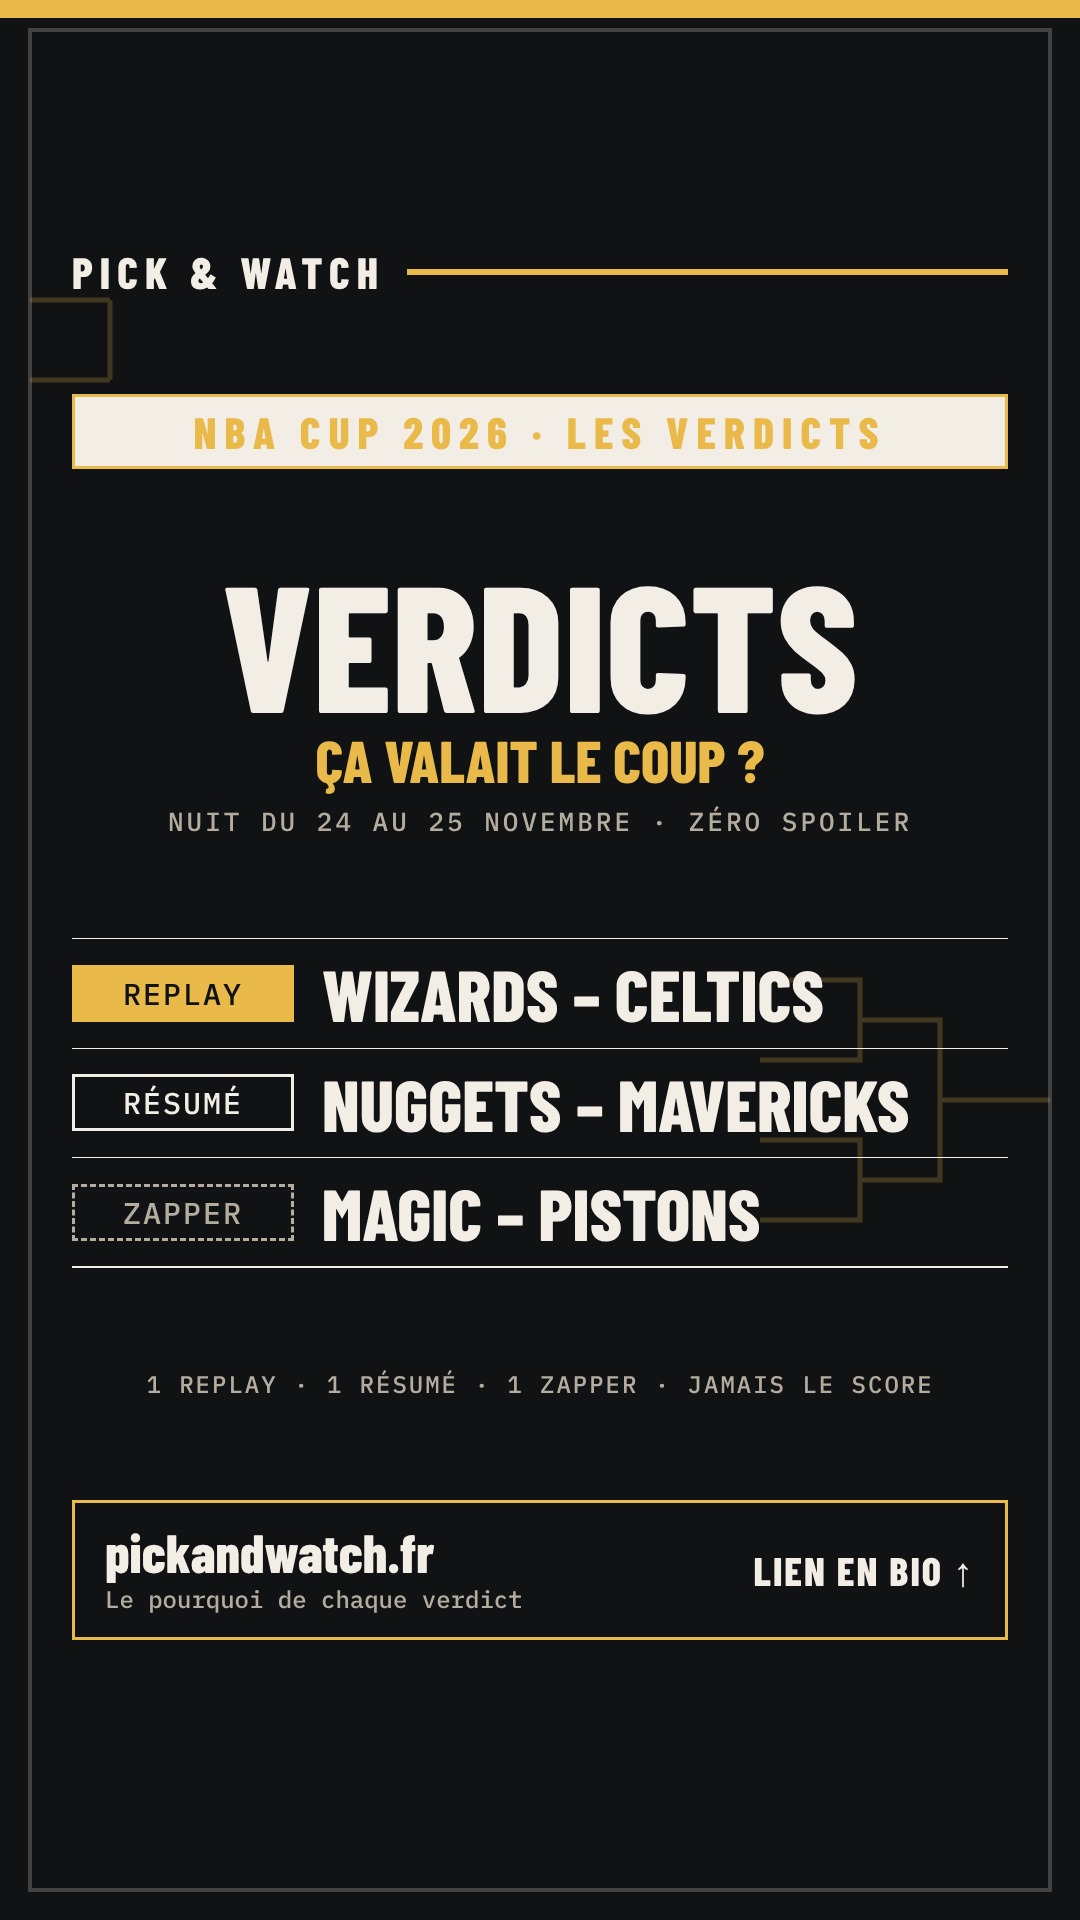 PICK & WATCH
NBA CUP 2026 · LES VERDICTS
VERDICTS
ÇA VALAIT LE COUP ?
NUIT DU 24 AU 25 NOVEMBRE · ZÉRO SPOILER
REPLAY WIZARDS – CELTICS
RÉSUMÉ NUGGETS – MAVERICKS
ZAPPER MAGIC – PISTONS
1 REPLAY · 1 RÉSUMÉ · 1 ZAPPER · JAMAIS LE SCORE
pickandwatch.fr
Le pourquoi de chaque verdict
LIEN EN BIO ↑